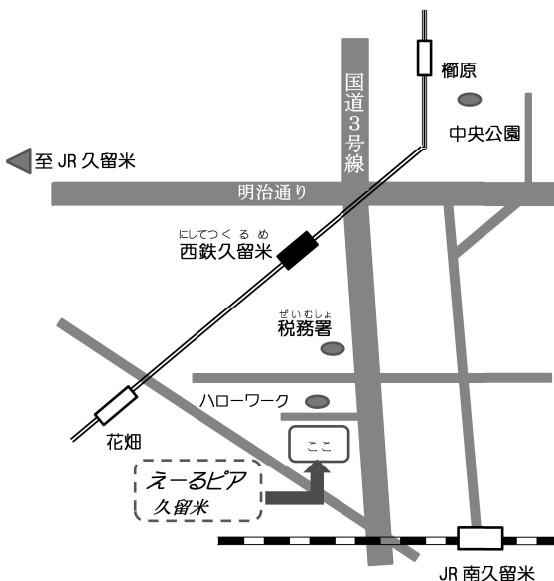 櫛原
国道3号線
中央公園
至 JR 久留米
明治通り
にしてつくるめ
西鉄久留米
ぜいむしょ
税務署
ハローワーク
花畑
ここ
えーるピア
久留米
JR 南久留米